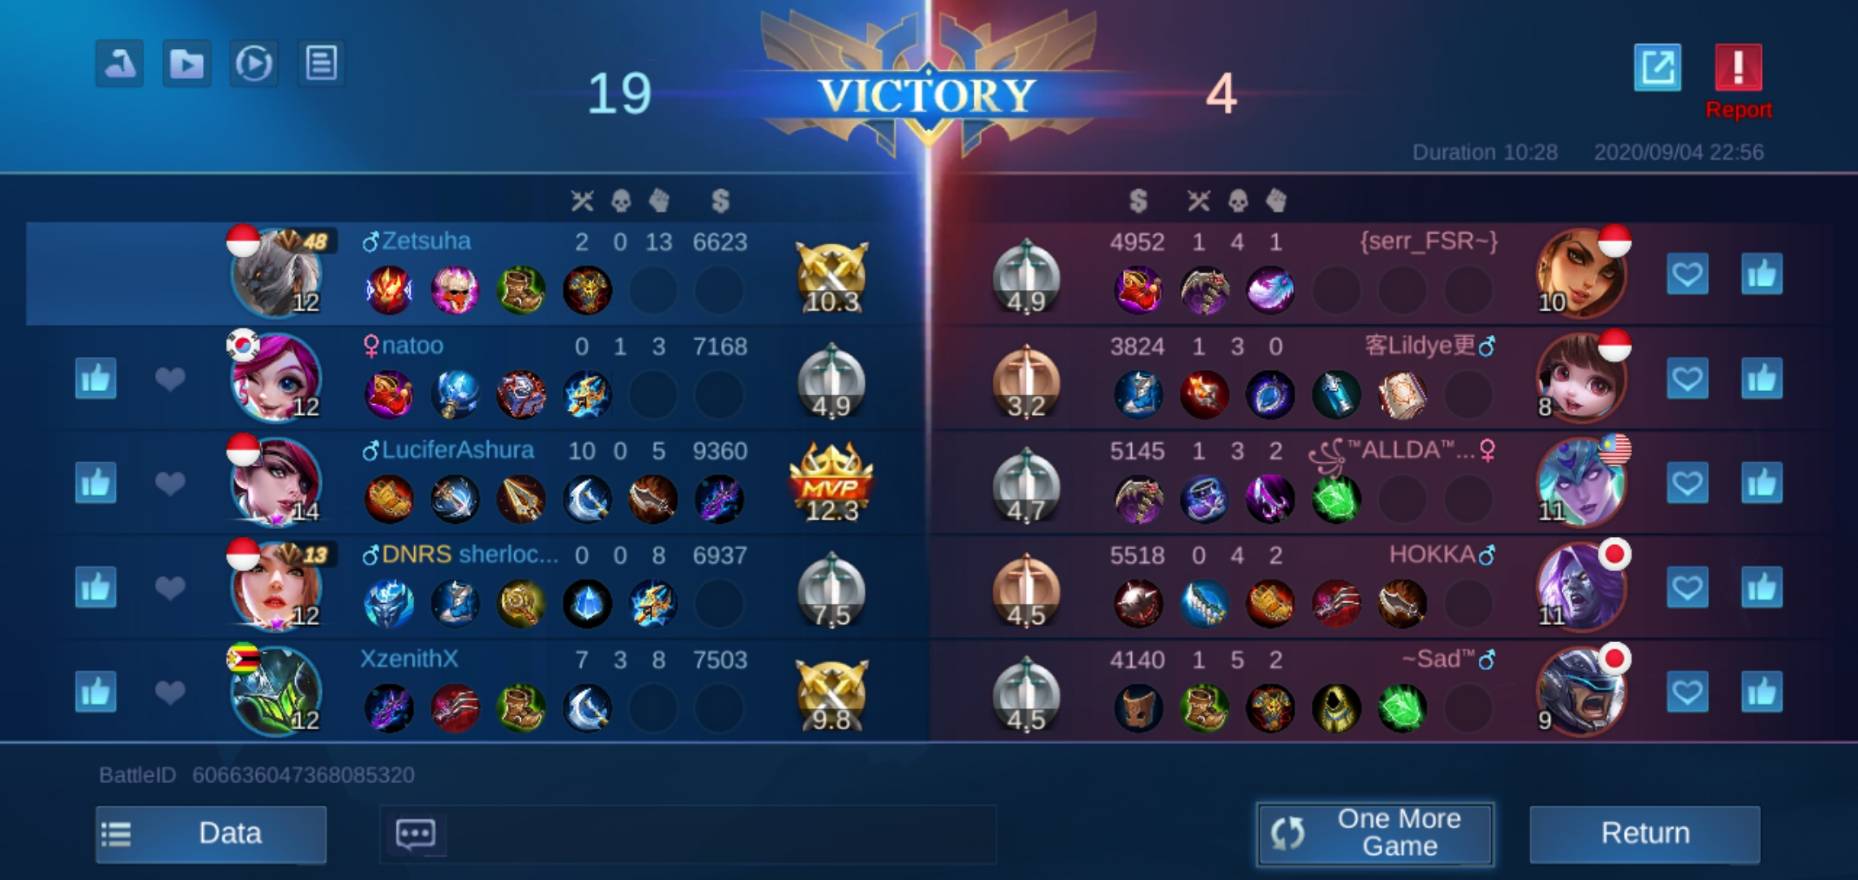 19 VICTORY 4
Report
Duration 10:28 2020/09/04 22:56
48 ♂Zetsuha 2 0 13 6623
12 10.3
4952 1 4 1 {serr_FSR~}
4,9 10
♀natoo 0 1 3 7168
12 4,9
3824 1 3 0 客Lildye更♂
3,2 8
♂LuciferAshura 10 0 5 9360
14 MVP 12.3
5145 1 3 2 ™ALLDA™...♀
4,7 11
13 ♂DNRS sherloc... 0 0 8 6937
12 7,5
5518 0 4 2 HOKKA♂
4,5 11
XzenithX 7 3 8 7503
12 9.8
4140 1 5 2 ~Sad™♂
4,5 9
BattleID 606636047368085320
Data
One More
Game
Return